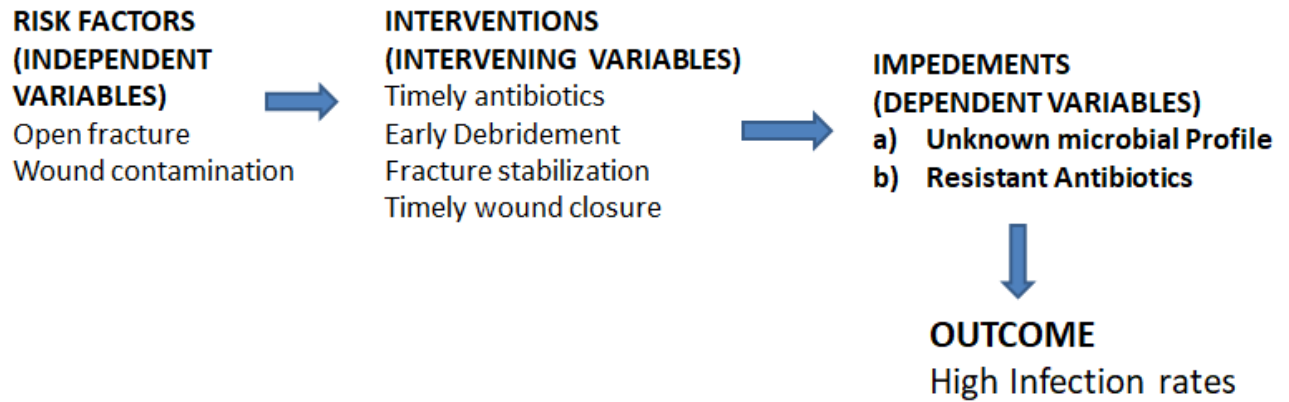 RISK FACTORS
(INDEPENDENT
VARIABLES)
Open fracture
Wound contamination
INTERVENTIONS
(INTERVENING VARIABLES)
Timely antibiotics
Early Debridement
Fracture stabilization
Timely wound closure
IMPEDEMENTS
(DEPENDENT VARIABLES)
a) Unknown microbial Profile
b) Resistant Antibiotics
OUTCOME
High Infection rates